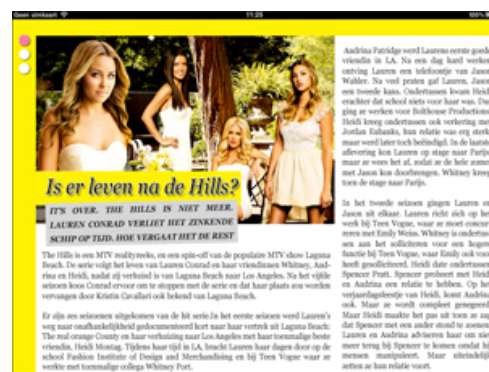 Geen simkaart
11:25
100%
Is er leven na de Hills?
IT'S OVER. THE HILLS IS NIET MEER.
LAUREN CONRAD VERLIET HET ZINKENDE
SCHIP OP TIJD. HOE VERGAAT HET DE REST
The Hills is een MTV realityreeks, en een spin-off van de populaire MTV show Laguna
Beach. De serie volgt het leven van Lauren Conrad en haar vriendinnen Whitney, Aud-
rina en Heidi, nadat zij verhuisd is van Laguna Beach naar Los Angeles. Na het vijfde
seizoen koos Conrad ervoor om te stoppen met de serie en dat haar plaats zou worden
vervangen door Kristin Cavallari ook bekend van Laguna Beach.
Er zijn zes seizoenen uitgekomen van de hit serie.In het eerste seizoen werd Lauren's
weg naar onafhankelijkheid gedocumenteerd kort naar haar vertrek uit Laguna Beach:
The real orange County en haar verhuizing naar Los Angeles met haar toenmalige beste
vriendin, Heidi Montag. Tijdens haar tijd in LA, bracht Lauren haar dagen door op de
school Fashion Institute of Design and Merchandising en bij Teen Vogue waar ze
werkte met toenmalige collega Whitney Port.
Audrina Patridge werd Laurens eerste goede
vriendin in LA. Na een dag hard werken
ontving Lauren een telefoontje van Jason
Wahler. Na veel praten gaf Lauren, Jason
een tweede kans. Ondertussen kwam Heidi
erachter dat school niets voor haar was. Dus
ging ze werken voor Bolthouse Productions.
Heidi kreeg ondertussen ook verkering met
Jordan Eubanks, hun relatie was erg sterk
maar werd later toch beëindigd. In de laatste
aflevering kon Lauren op stage naar Parijs
maar ze wees het af, zodat ze de hele zomer
met Jason kon doorbrengen. Whitney kreeg
toen de stage naar Parijs.
In het tweede seizoen gingen Lauren en
Jason uit elkaar. Lauren richt zich op het
werk bij Teen Vogue, waar ze moet concur-
reren met Emily Weiss. Whitney is ondertus-
sen aan het solliciteren voor een hogere
functie bij Teen Vogue, waar Emily ook voor
heeft gesolliciteerd. Heidi date ondertussen
Spencer Pratt. Spencer probeert met Heidi
en Audrina een relatie te hebben. Op het
verjaardagsfeestje van Heidi, komt Audrina
ook. Maar ze wordt compleet genegeerd.
Maar Heidi maakte het pas uit toen ze zag
dat Spencer met een ander stond te zoenen.
Lauren en Audrina adviseren haar om niet
meer terug bij Spencer te komen omdat hij
mensen manipuleert. Maar uiteindelijk
zetten ze hun relatie voort.